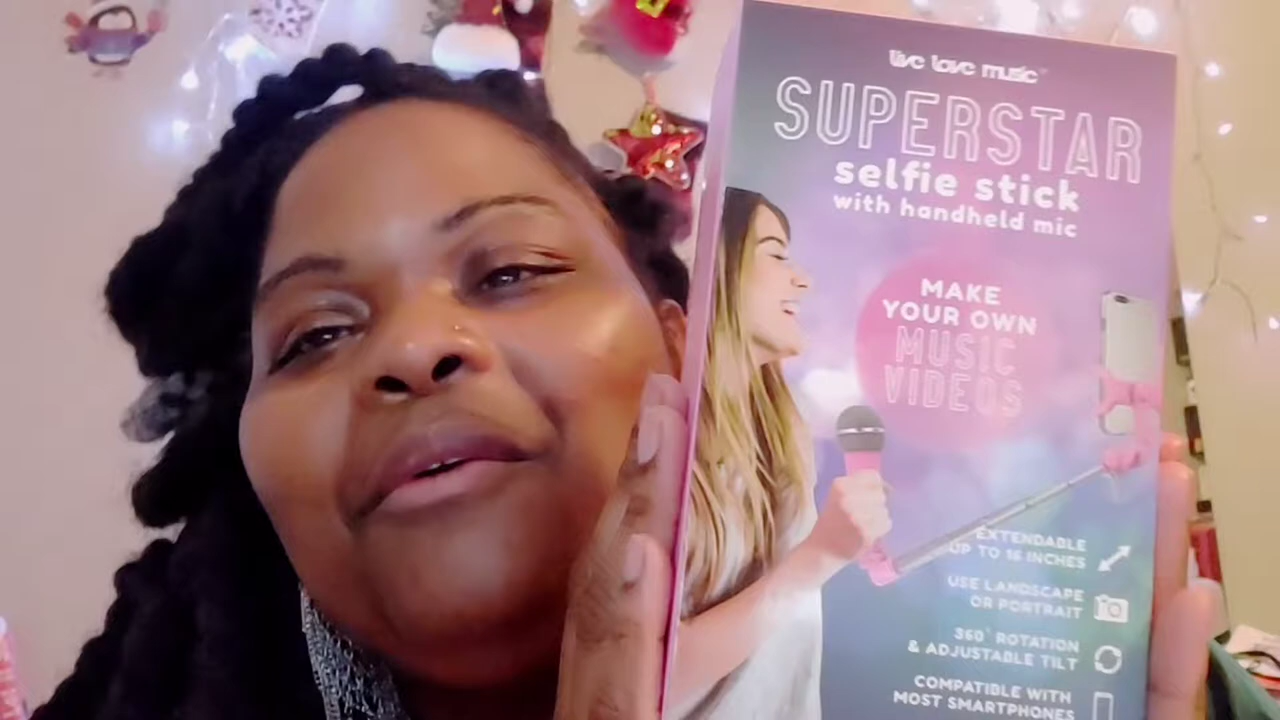 live love music™
SUPERSTAR
selfie stick
with handheld mic
MAKE
YOUR OWN
MUSIC
VIDEOS
EXTENDABLE
UP TO 16 INCHES
USE LANDSCAPE
OR PORTRAIT
360° ROTATION
& ADJUSTABLE TILT
COMPATIBLE WITH
MOST SMARTPHONES